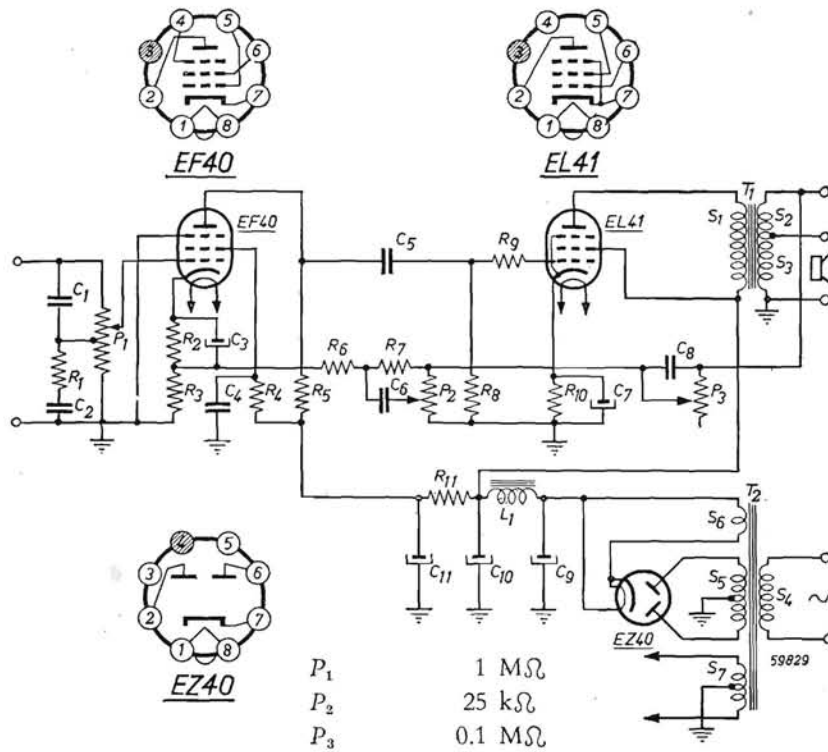 4 5
3 6
2 7
1 8
EF40
4 5
3 6
2 7
1 8
EL41
EF40
EL41
T1
S1 S2
S3
C5
R9
C1
P1
R1
C2
R2
C3
R3
C4
R4
R5
R6
R7
C6
P2
R8
R10
C7
C8
P3
R11
L1
C11
C10
C9
T2
S6
S5
S4
S7
EZ40
59829
4 5
3 6
2 7
1 8
EZ40
P1 1 MΩ
P2 25 kΩ
P3 0.1 MΩ